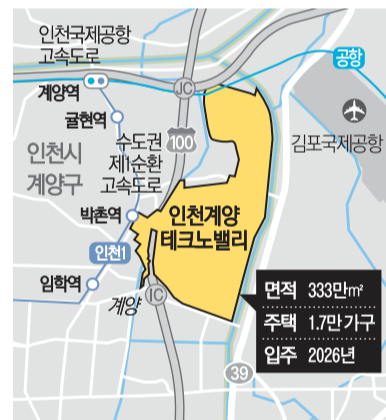 인천국제공항
고속도로
공항
계양역
JC
귤현역
인천시
계양구
수도권
제1순환
고속도로
100
김포국제공항
박촌역
인천계양
테크노밸리
인천1
임학역
계양
IC
면적 333만㎡
주택 1.7만 가구
입주 2026년
39